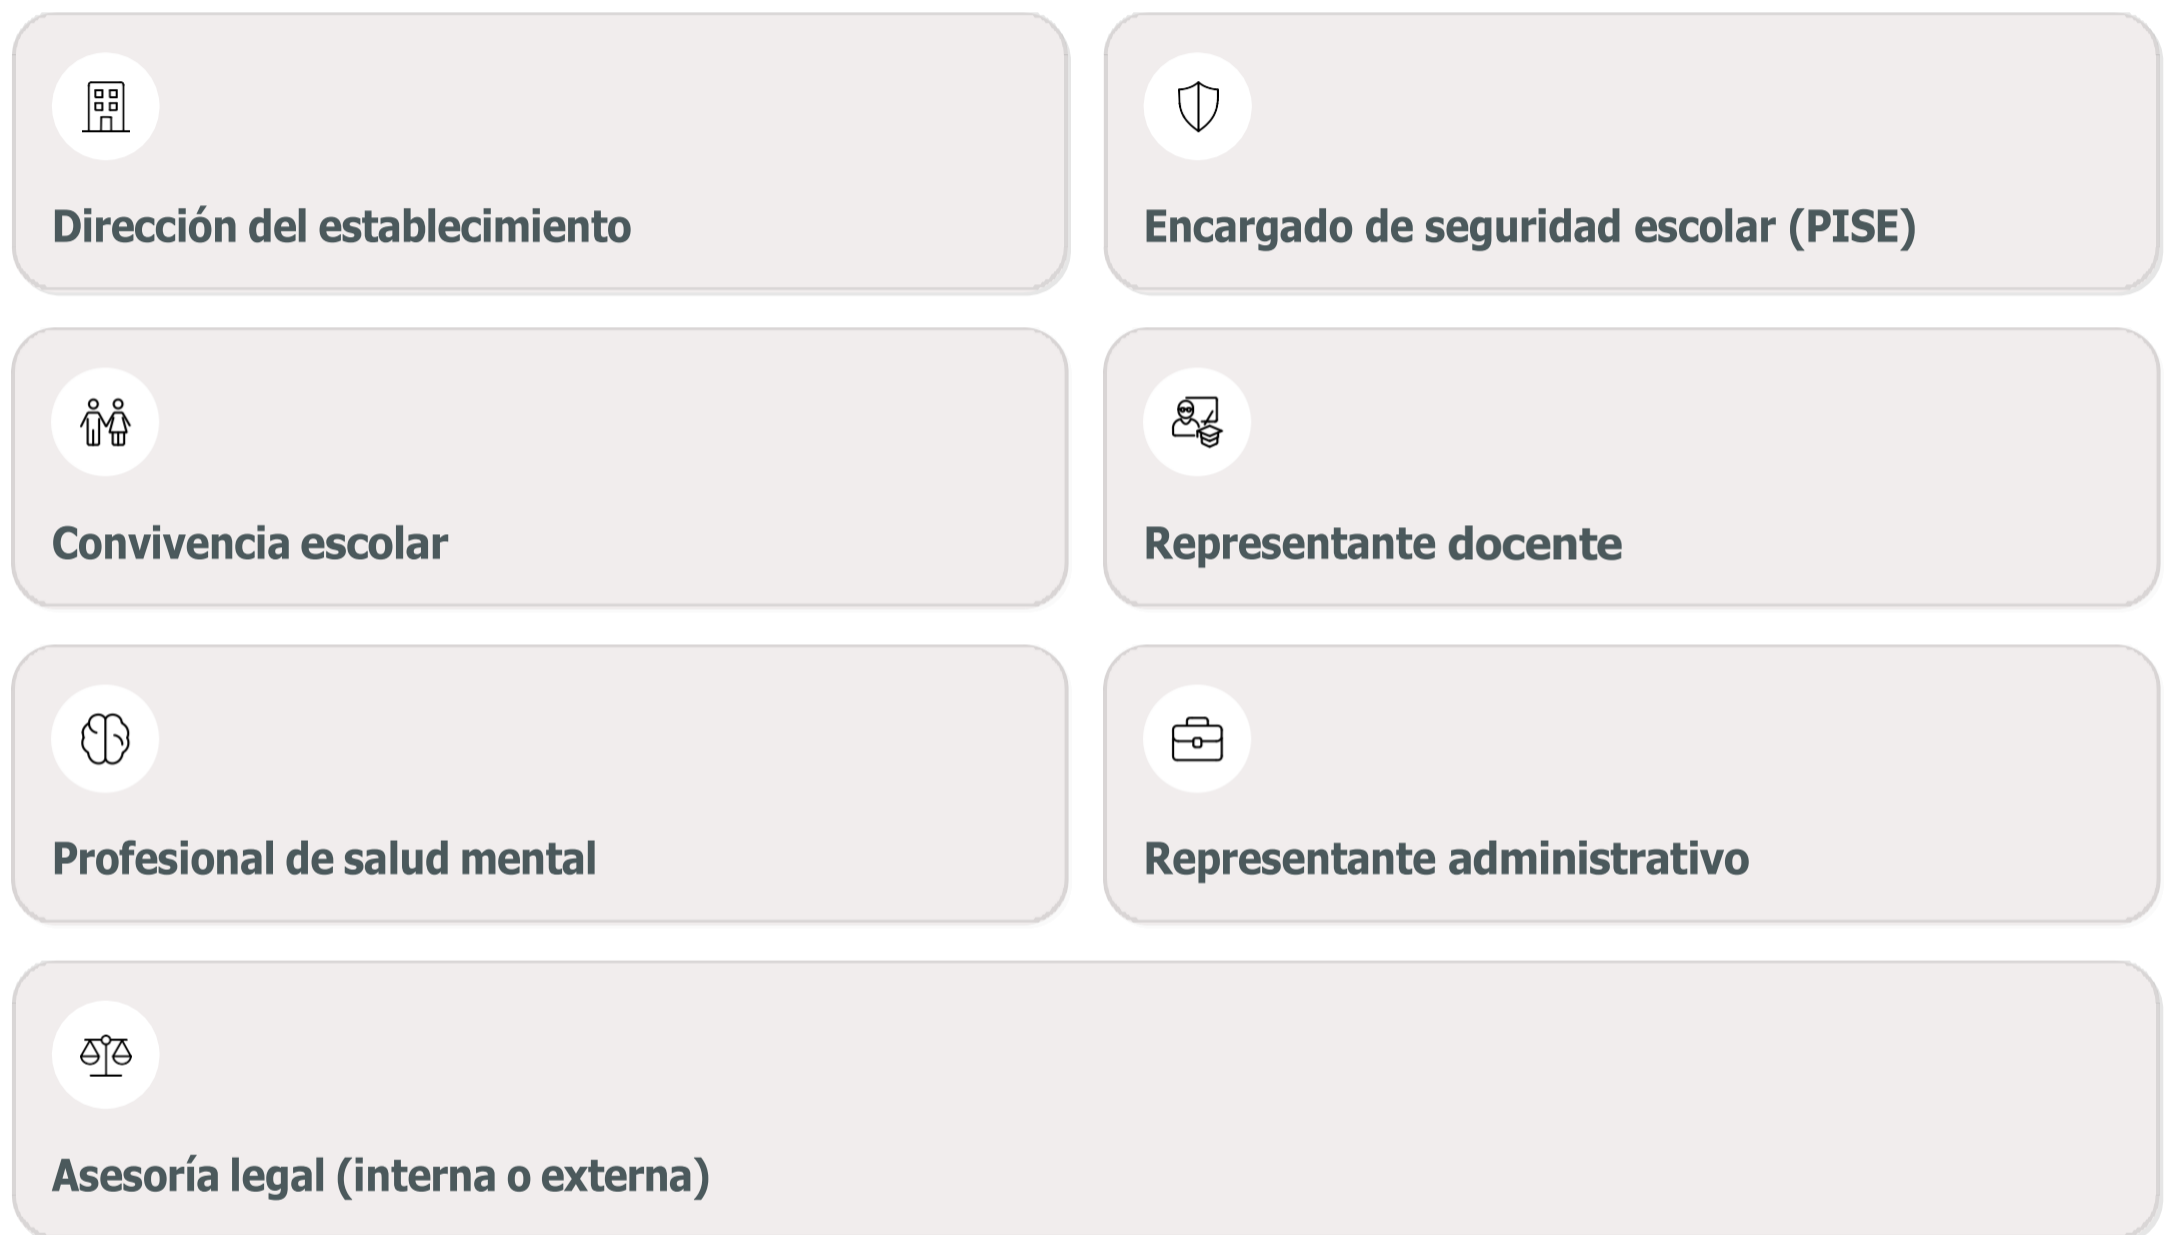 Dirección del establecimiento
Encargado de seguridad escolar (PISE)
Convivencia escolar
Representante docente
Profesional de salud mental
Representante administrativo
Asesoría legal (interna o externa)